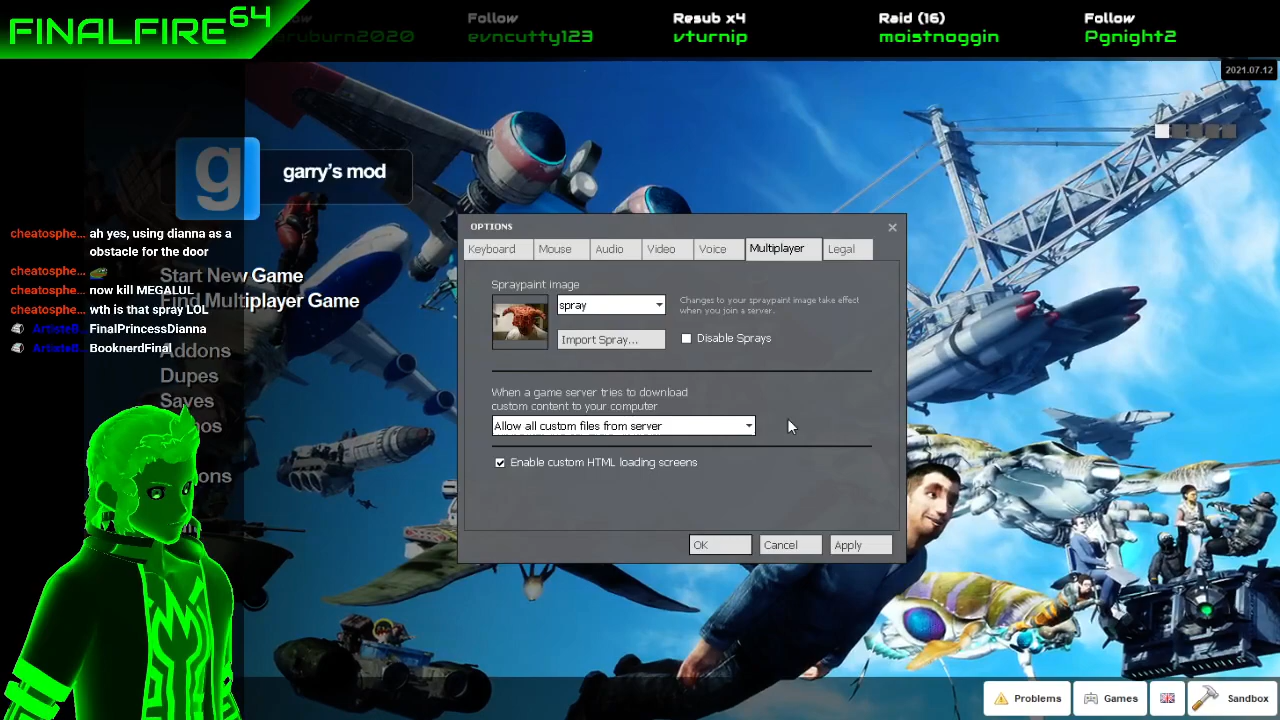 FINALFIRE64
Follow
evncutty123
Resub x4
vturnip
Raid (16)
moistnoggin
Follow
Pgnight2
2021.07.12
g
garry's mod
cheatosphe... ah yes, using dianna as a
obstacle for the door
cheatosphe...
cheatosphe... now kill MEGALUL
cheatosphe... wth is that spray LOL
ArtisteB... FinalPrincessDianna
ArtisteB... BooknerdFinal
Start New Game
Find Multiplayer Game
Addons
Dupes
Saves
OPTIONS
Keyboard
Mouse
Audio
Video
Voice
Multiplayer
Legal
Spraypaint image
spray
Import Spray...
Changes to your spraypaint image take effect
when you join a server.
Disable Sprays
When a game server tries to download
custom content to your computer
Allow all custom files from server
Enable custom HTML loading screens
OK
Cancel
Apply
Problems
Games
Sandbox